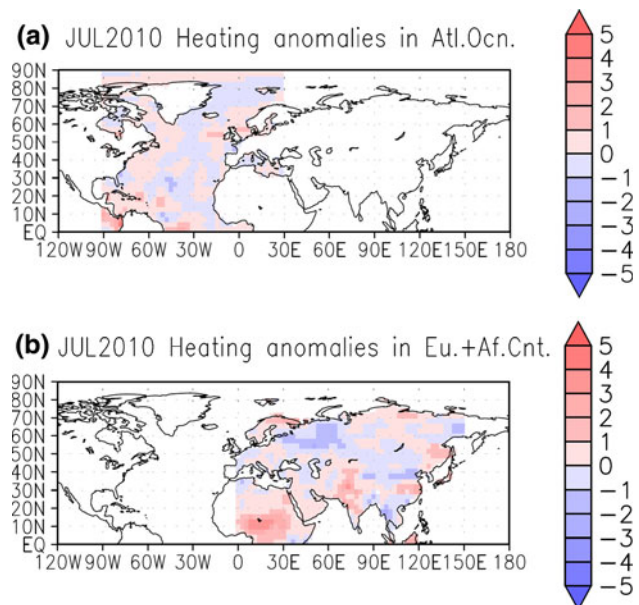 (a) JUL2010 Heating anomalies in Atl.Ocn.
90N
80N
70N
60N
50N
40N
30N
20N
10N
EQ
120W 90W 60W 30W 0 30E 60E 90E 120E 150E 180
5
4
3
2
1
0
−1
−2
−3
−4
−5
(b) JUL2010 Heating anomalies in Eu.+Af.Cnt.
90N
80N
70N
60N
50N
40N
30N
20N
10N
EQ
120W 90W 60W 30W 0 30E 60E 90E 120E 150E 180
5
4
3
2
1
0
−1
−2
−3
−4
−5